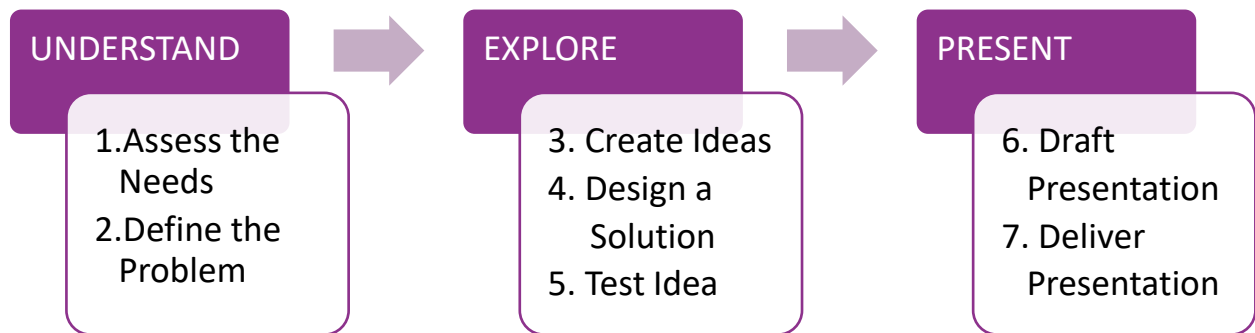 UNDERSTAND
1.Assess the
Needs
2.Define the
Problem
EXPLORE
3. Create Ideas
4. Design a
Solution
5. Test Idea
PRESENT
6. Draft
Presentation
7. Deliver
Presentation